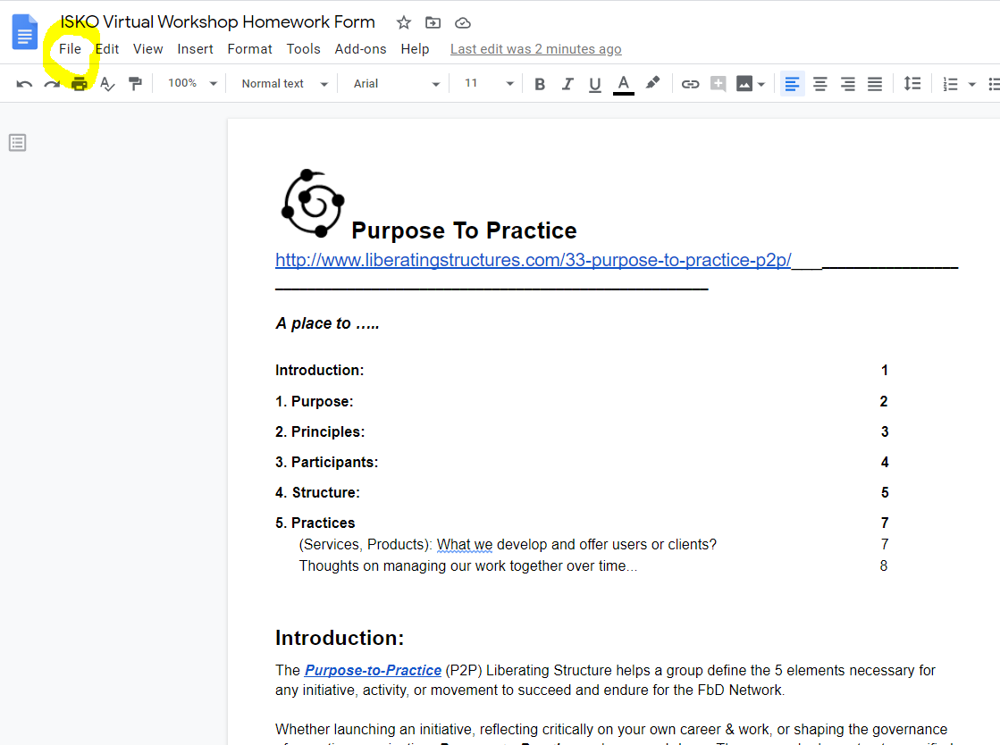 ISKO Virtual Workshop Homework Form
File Edit View Insert Format Tools Add-ons Help Last edit was 2 minutes ago
100% Normal text Arial 11 B I U A
Purpose To Practice
http://www.liberatingstructures.com/33-purpose-to-practice-p2p/
A place to …..
Introduction: 1
1. Purpose: 2
2. Principles: 3
3. Participants: 4
4. Structure: 5
5. Practices 7
(Services, Products): What we develop and offer users or clients? 7
Thoughts on managing our work together over time... 8
Introduction:
The Purpose-to-Practice (P2P) Liberating Structure helps a group define the 5 elements necessary for
any initiative, activity, or movement to succeed and endure for the FbD Network.
Whether launching an initiative, reflecting critically on your own career & work, or shaping the governance